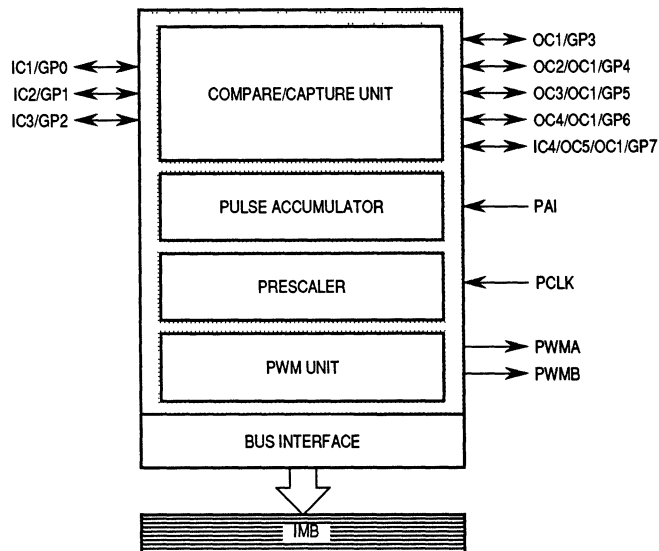 IC1/GP0
IC2/GP1
IC3/GP2
COMPARE/CAPTURE UNIT
OC1/GP3
OC2/OC1/GP4
OC3/OC1/GP5
OC4/OC1/GP6
IC4/OC5/OC1/GP7
PULSE ACCUMULATOR
PAI
PRESCALER
PCLK
PWM UNIT
PWMA
PWMB
BUS INTERFACE
IMB